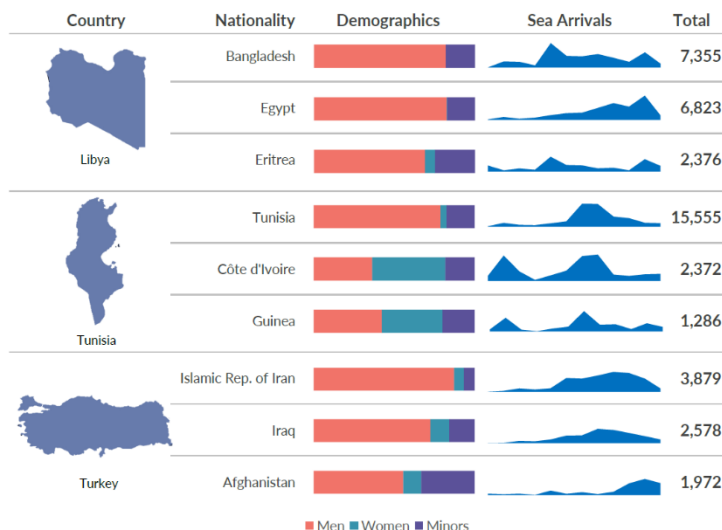 Country Nationality Demographics Sea Arrivals Total
Bangladesh 7,355
Egypt 6,823
Eritrea 2,376
Libya
Tunisia 15,555
Côte d'Ivoire 2,372
Guinea 1,286
Tunisia
Islamic Rep. of Iran 3,879
Iraq 2,578
Afghanistan 1,972
Turkey
Men Women Minors